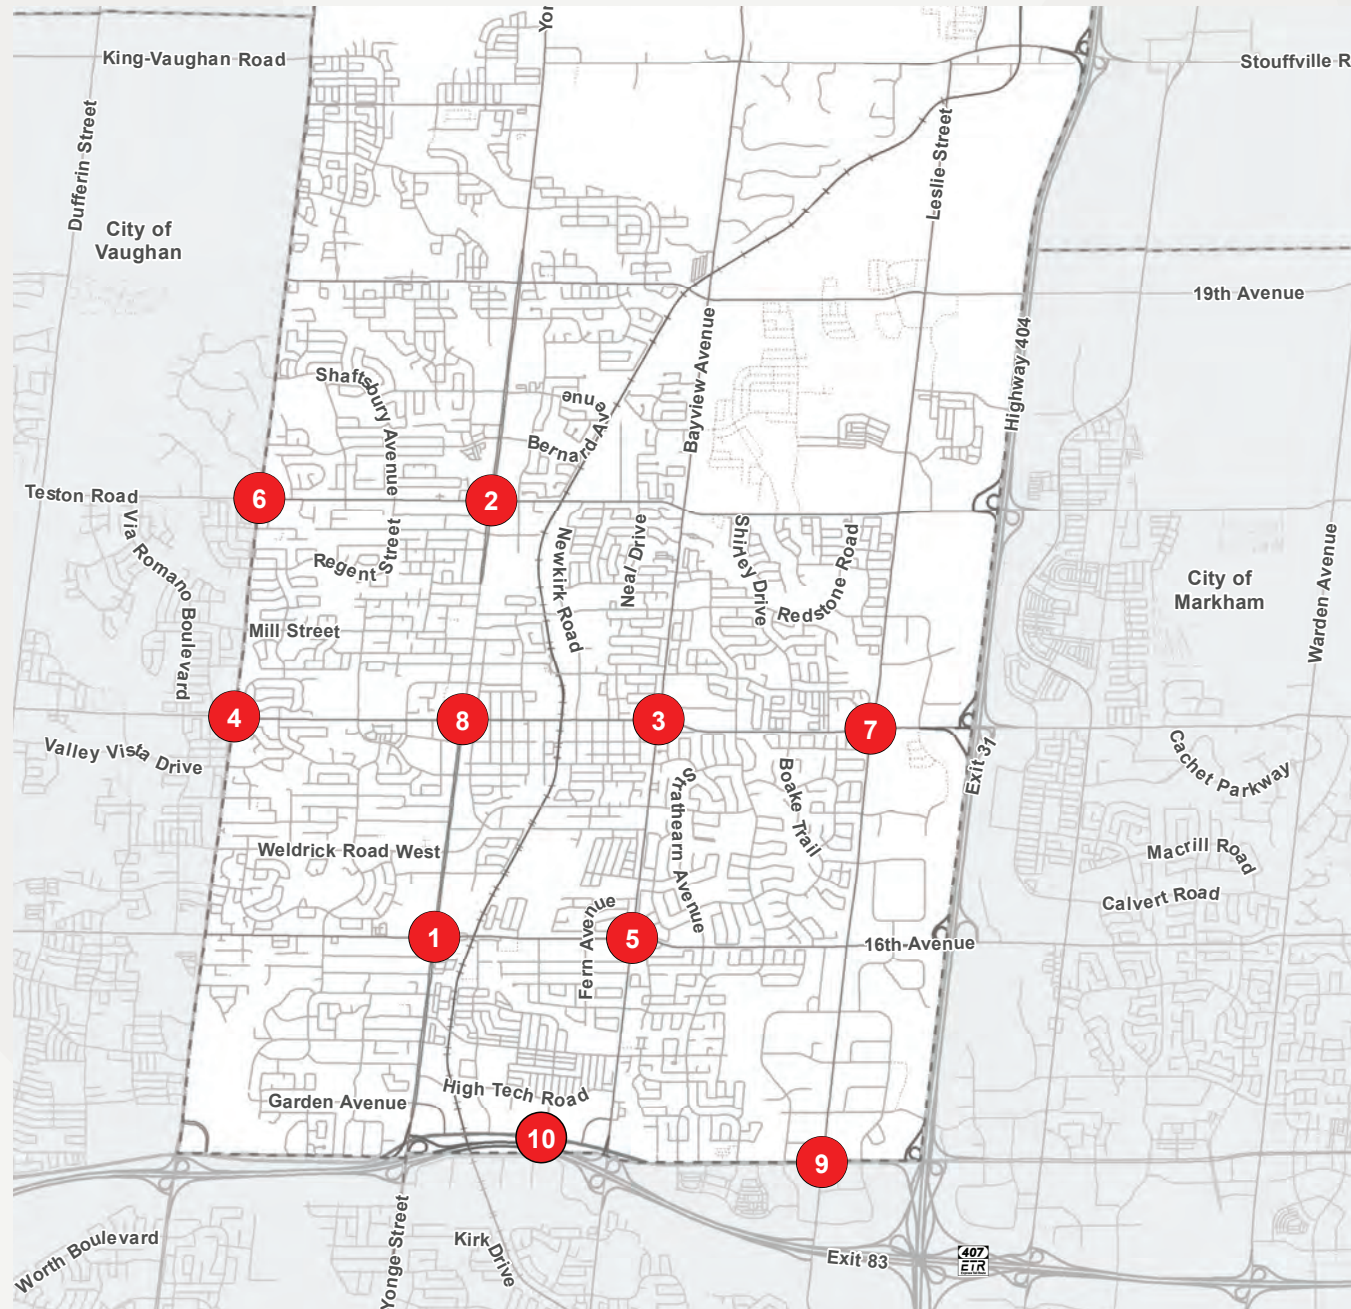 Yor
King-Vaughan Road
Stouffville R
Dufferin Street
Leslie Street
City of
Vaughan
19th Avenue
Highway 404
Bayview Avenue
Shaftsbury Avenue
Bernard Avenue
Teston Road
6
2
Via Romano Boulevard
Regent Street
Newkirk Road
Neal Drive
Shirley Drive
Redstone Road
City of
Markham
Warden Avenue
Mill Street
4
8
3
7
Valley Vista Drive
Exit 31
Cachet Parkway
Strathearn Avenue
Boake Trail
Weldrick Road West
Macrill Road
Calvert Road
Fern Avenue
1
5
16th Avenue
High Tech Road
Garden Avenue
10
9
Worth Boulevard
Yonge Street
Kirk Drive
Exit 83
407
ETR